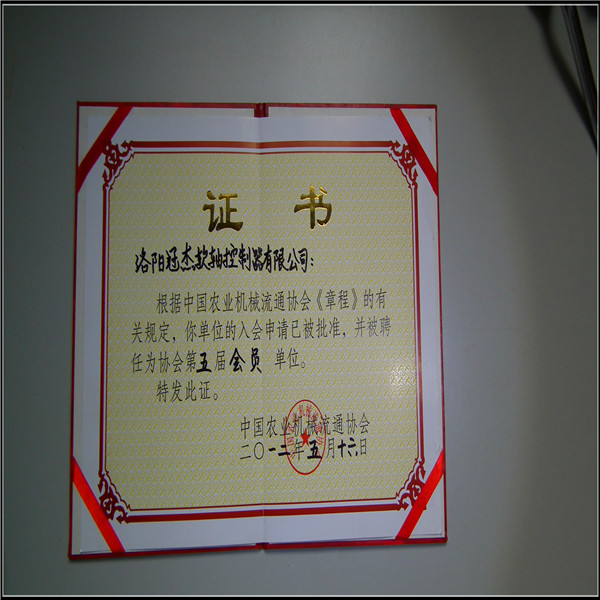 证书
洛阳冠杰软轴控制器有限公司：
根据中国农业机械流通协会《章程》的有
关规定，你单位的入会申请已被批准，并被聘
任为协会第五届会员 单位。
特发此证。
中国农业机械流通协会
二〇一二年五月十六日